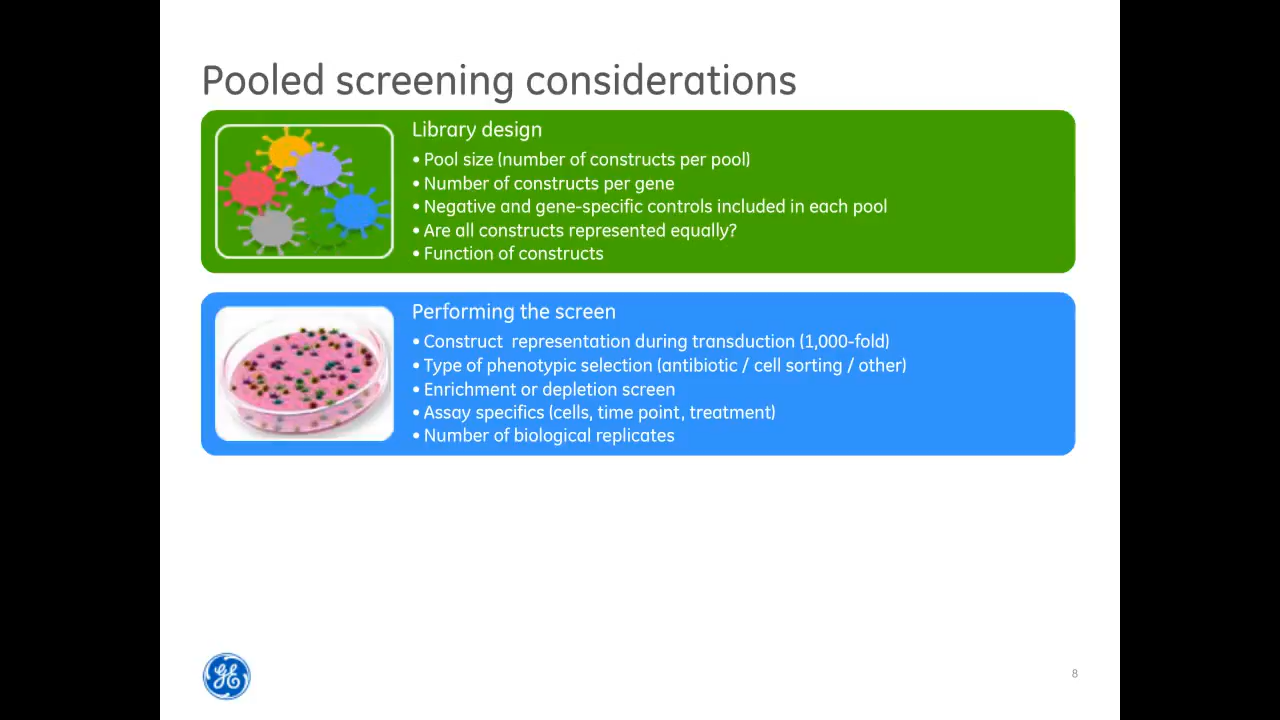 Pooled screening considerations
Library design
• Pool size (number of constructs per pool)
• Number of constructs per gene
• Negative and gene-specific controls included in each pool
• Are all constructs represented equally?
• Function of constructs
Performing the screen
• Construct  representation during transduction (1,000-fold)
• Type of phenotypic selection (antibiotic / cell sorting / other)
• Enrichment or depletion screen
• Assay specifics (cells, time point, treatment)
• Number of biological replicates
GE
8